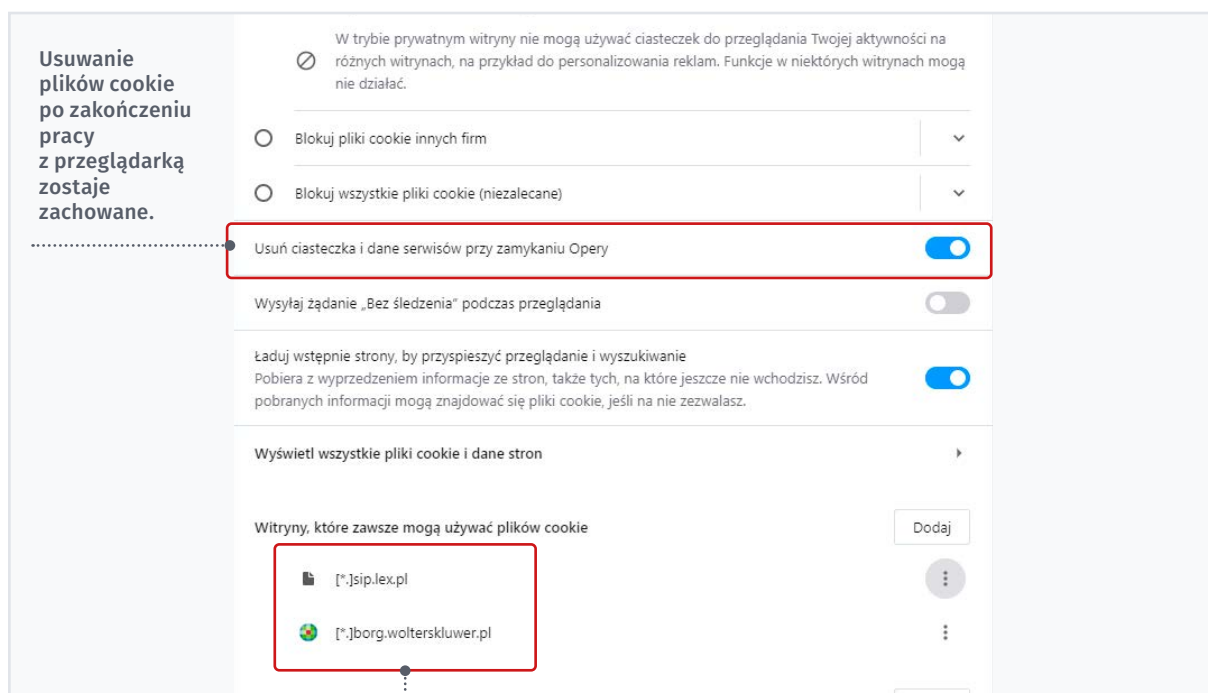 Usuwanie
plików cookie
po zakończeniu
pracy
z przeglądarką
zostaje
zachowane.
W trybie prywatnym witryny nie mogą używać ciasteczek do przeglądania Twojej aktywności na
różnych witrynach, na przykład do personalizowania reklam. Funkcje w niektórych witrynach mogą
nie działać.
Blokuj pliki cookie innych firm
Blokuj wszystkie pliki cookie (niezalecane)
Usuń ciasteczka i dane serwisów przy zamykaniu Opery
Wysyłaj żądanie „Bez śledzenia” podczas przeglądania
Ładuj wstępnie strony, by przyspieszyć przeglądanie i wyszukiwanie
Pobiera z wyprzedzeniem informacje ze stron, także tych, na które jeszcze nie wchodzisz. Wśród
pobranych informacji mogą znajdować się pliki cookie, jeśli na nie zezwalasz.
Wyświetl wszystkie pliki cookie i dane stron
Witryny, które zawsze mogą używać plików cookie
Dodaj
[*.]sip.lex.pl
[*.]borg.wolterskluwer.pl